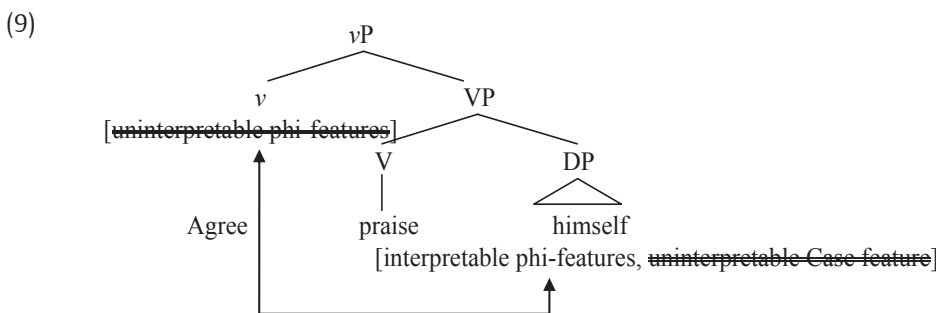 (9)
vP
v VP
[uninterpretable phi-features]
V DP
Agree praise himself
[interpretable phi-features, uninterpretable Case feature]